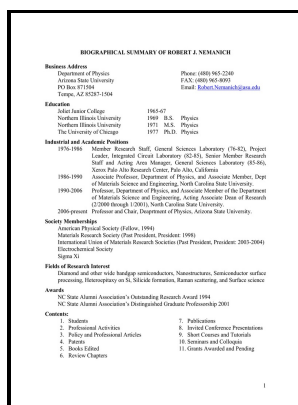 BIOGRAPHICAL SUMMARY OF ROBERT J. NEMANICH
Business Address
Department of Physics Phone: (480) 965-2240
Arizona State University FAX: (480) 965-8093
PO Box 871504 Email: Robert.Nemanich@asu.edu
Tempe, AZ 85287-1504
Education
Joliet Junior College 1965-67
Northern Illinois University 1969 B.S. Physics
Northern Illinois University 1971 M.S. Physics
The University of Chicago 1977 Ph.D. Physics
Industrial and Academic Positions
1976-1986 Member Research Staff, General Sciences Laboratory (76-82), Project
Leader, Integrated Circuit Laboratory (82-85), Senior Member Research
Staff and Acting Area Manager, General Sciences Laboratory (85-86),
Xerox Palo Alto Research Center, Palo Alto, California
1986-1990 Associate Professor, Department of Physics, and Associate Member, Dept
of Materials Science and Engineering, North Carolina State University.
1990-2006 Professor, Department of Physics, and Associate Member of the Department
of Materials Science and Engineering, Acting Associate Dean of Research
(2/2000 through 1/2001), North Carolina State University.
2006-present Professor and Chair, Deaprtment of Physics, Arizona State University.
Society Memberships
American Physical Society (Fellow, 1994)
Materials Research Society (Past President, President: 1998)
International Union of Materials Research Societies (Past President, President: 2003-2004)
Electrochemical Society
Sigma Xi
Fields of Research Interest
Diamond and other wide bandgap semiconductors, Nanostructures, Semiconductor surface
processing, Heteroepitaxy on Si, Silicide formation, Raman scattering, and Surface science
Awards
NC State Alumni Association's Outstanding Research Award 1994
NC State Alumni Association's Distinguished Graduate Professorship 2001
Contents:
1. Students 7. Publications
2. Professional Activities 8. Invited Conference Presentations
3. Policy and Professional Articles 9. Short Courses and Tutorials
4. Patents 10. Seminars and Colloquia
5. Books Edited 11. Grants Awarded and Pending
6. Review Chapters
1